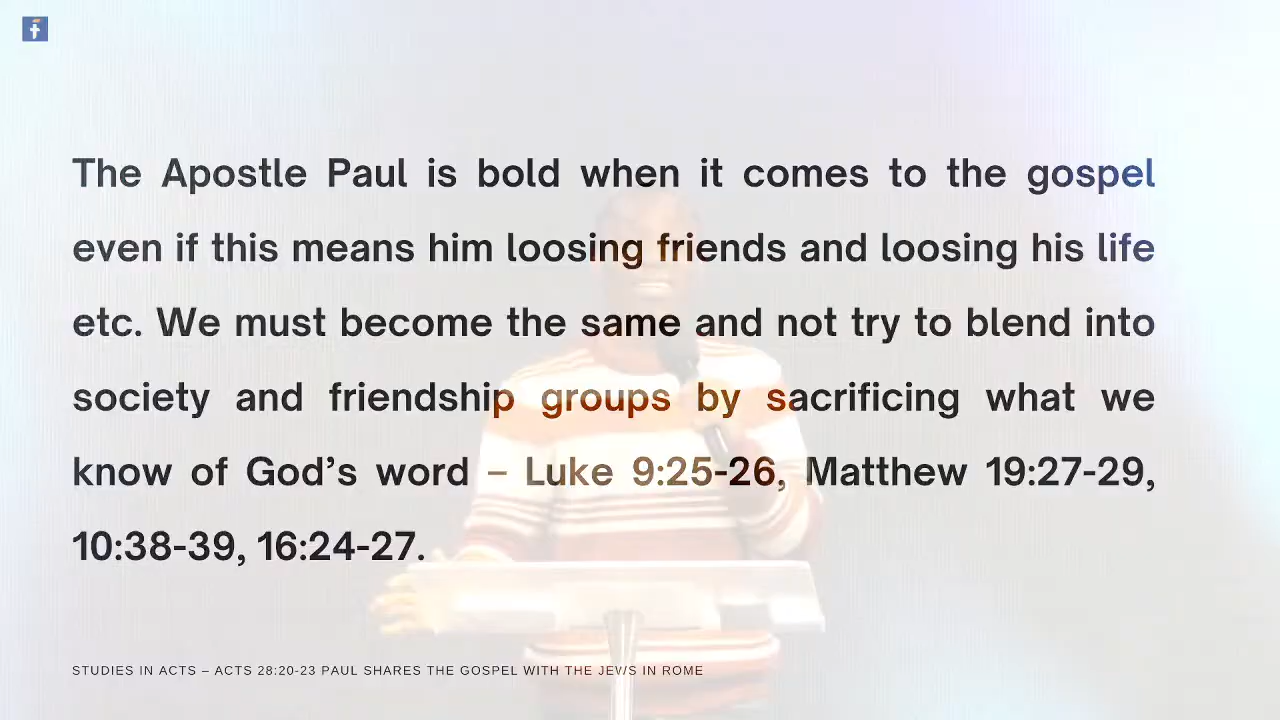 The Apostle Paul is bold when it comes to the gospel
even if this means him loosing friends and loosing his life
etc. We must become the same and not try to blend into
society and friendship groups by sacrificing what we
know of God’s word – Luke 9:25-26, Matthew 19:27-29,
10:38-39, 16:24-27.
STUDIES IN ACTS – ACTS 28:20-23 PAUL SHARES THE GOSPEL WITH THE JEWS IN ROME